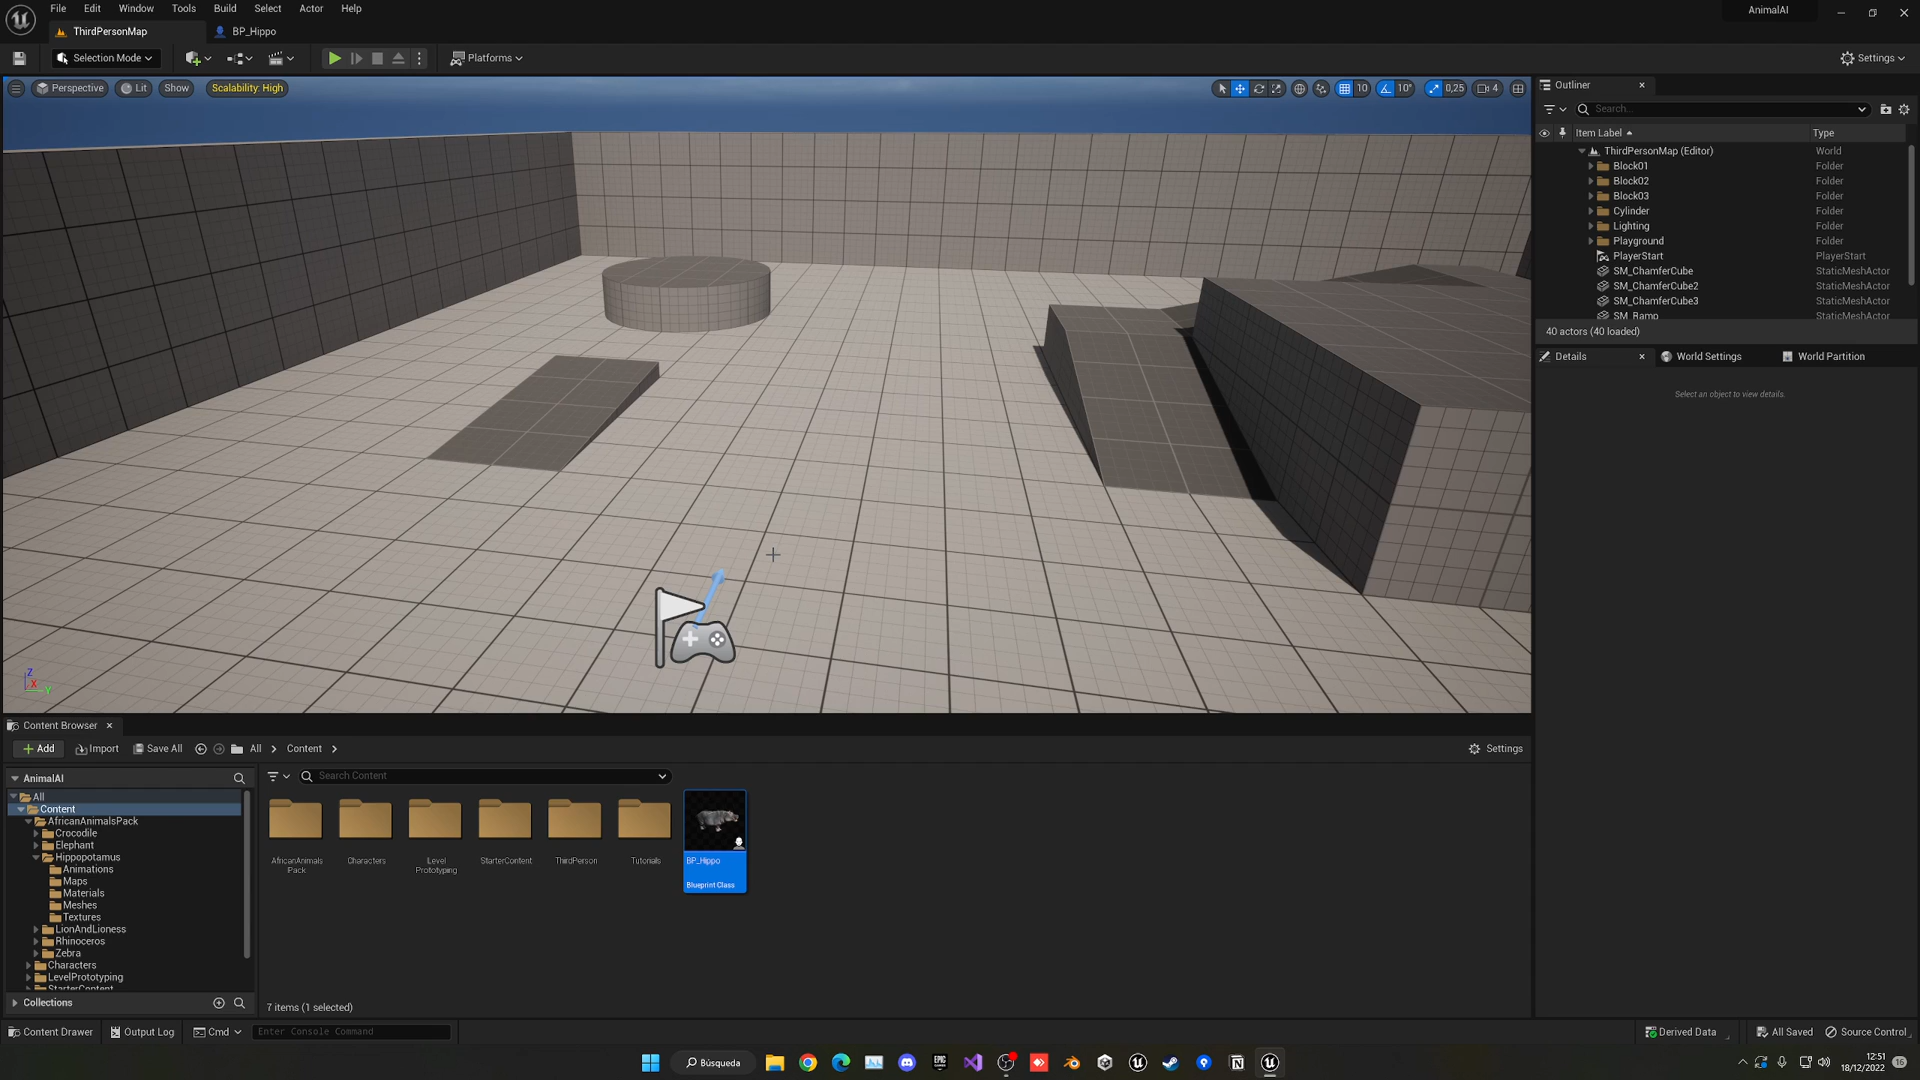 File Edit Window Tools Build Select Actor Help
AnimalAI
ThirdPersonMap
BP_Hippo
Selection Mode
Platforms
Settings
Perspective
Lit
Show
Scalability: High
10
10°
0,25
4
Outliner
Search...
Item Label
Type
ThirdPersonMap (Editor) World
Block01 Folder
Block02 Folder
Block03 Folder
Cylinder Folder
Lighting Folder
Playground Folder
PlayerStart PlayerStart
SM_ChamferCube StaticMeshActor
SM_ChamferCube2 StaticMeshActor
SM_ChamferCube3 StaticMeshActor
SM_Ramp StaticMeshActor
40 actors (40 loaded)
Details
World Settings
World Partition
Select an object to view details.
Z
X
Y
Content Browser
Add
Import
Save All
All
Content
Settings
AnimalAI
Search Content
All
Content
AfricanAnimalsPack
Crocodile
Elephant
Hippopotamus
Animations
Maps
Materials
Meshes
Textures
LionAndLioness
Rhinoceros
Zebra
Characters
LevelPrototyping
StarterContent
Collections
AfricanAnimals
Pack
Characters
Level
Prototyping
StarterContent
ThirdPerson
Tutorials
BP_Hippo
Blueprint Class
7 items (1 selected)
Content Drawer
Output Log
Cmd
Enter Console Command
Derived Data
All Saved
Source Control
Búsqueda
12:51
18/12/2022
16